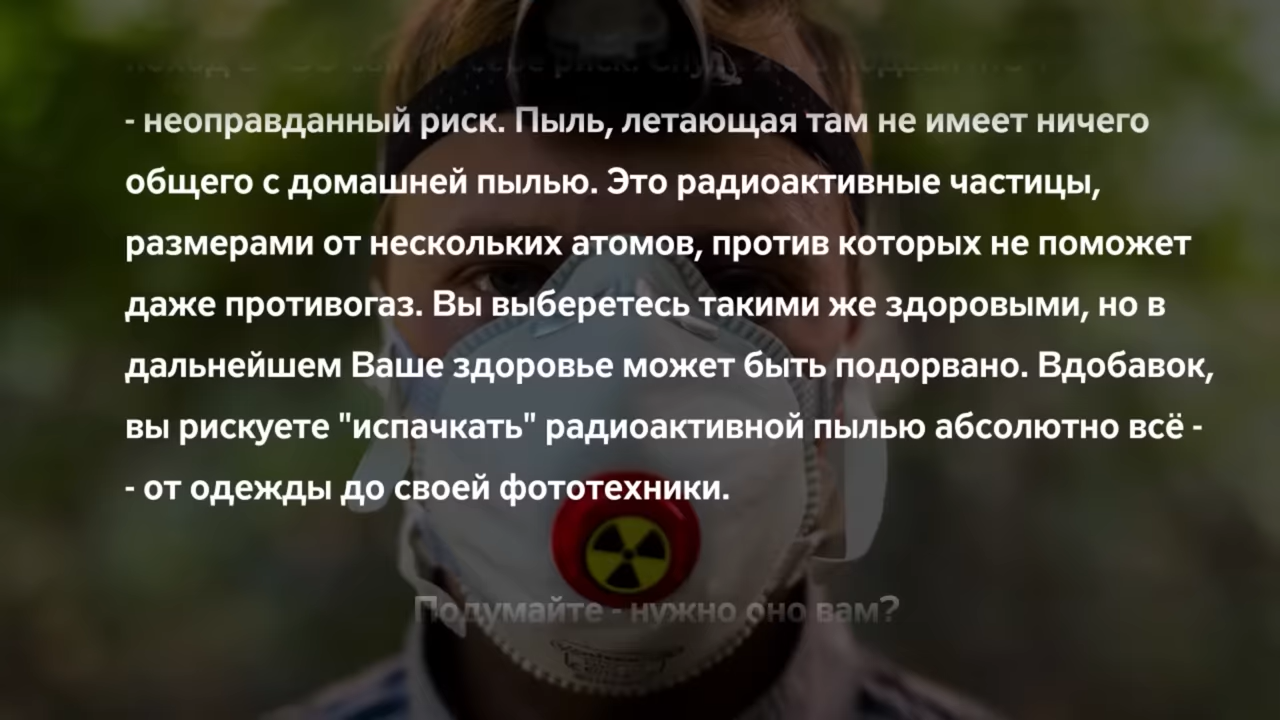 - неоправданный риск. Пыль, летающая там не имеет ничего
общего с домашней пылью. Это радиоактивные частицы,
размерами от нескольких атомов, против которых не поможет
даже противогаз. Вы выберетесь такими же здоровыми, но в
дальнейшем Ваше здоровье может быть подорвано. Вдобавок,
вы рискуете "испачкать" радиоактивной пылью абсолютно всё -
- от одежды до своей фототехники.
Подумайте - нужно оно вам?